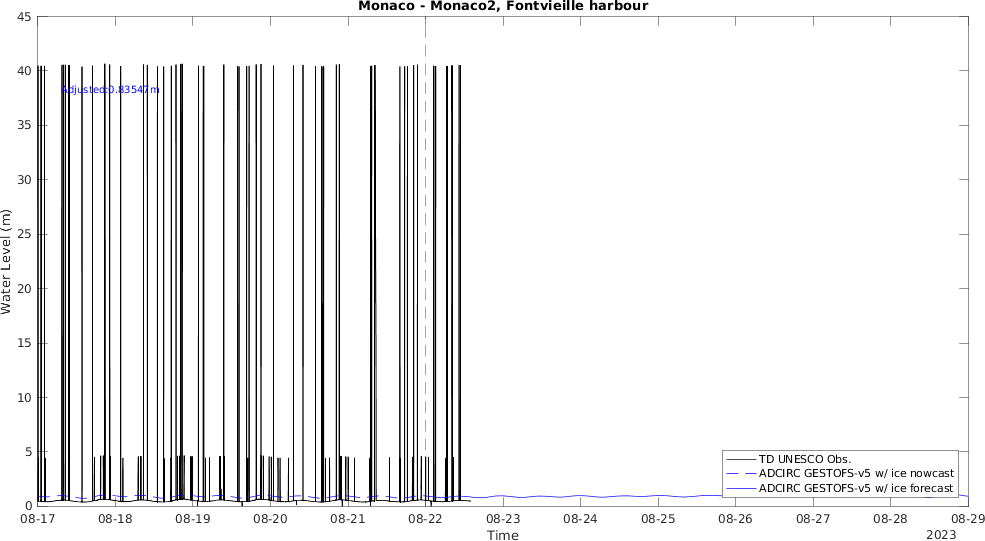 Monaco - Monaco2, Fontvieille harbour
45
40
35
30
25
20
15
10
5
0
Water Level (m)
Adjusted:0.83547m
TD UNESCO Obs.
ADCIRC GESTOFS-v5 w/ ice nowcast
ADCIRC GESTOFS-v5 w/ ice forecast
08-17 08-18 08-19 08-20 08-21 08-22 08-23 08-24 08-25 08-26 08-27 08-28 08-29
Time
2023